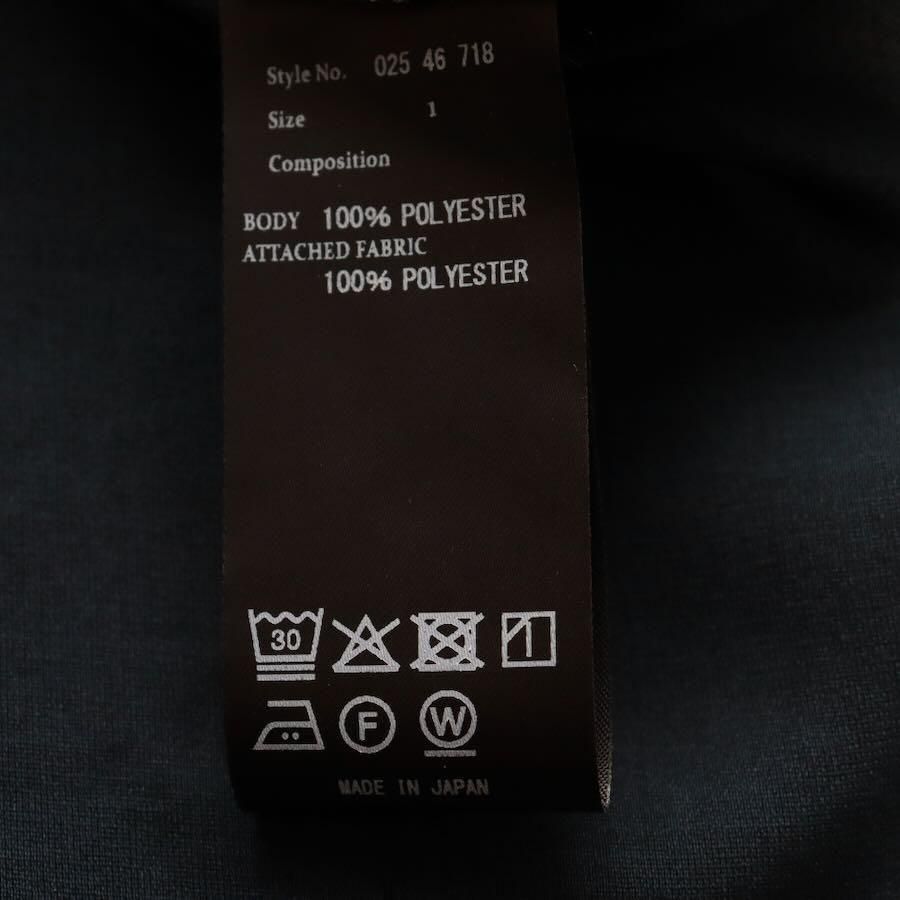 Style No. 025 46 718
Size 1
Composition
BODY 100% POLYESTER
ATTACHED FABRIC
100% POLYESTER
30
F W
MADE IN JAPAN